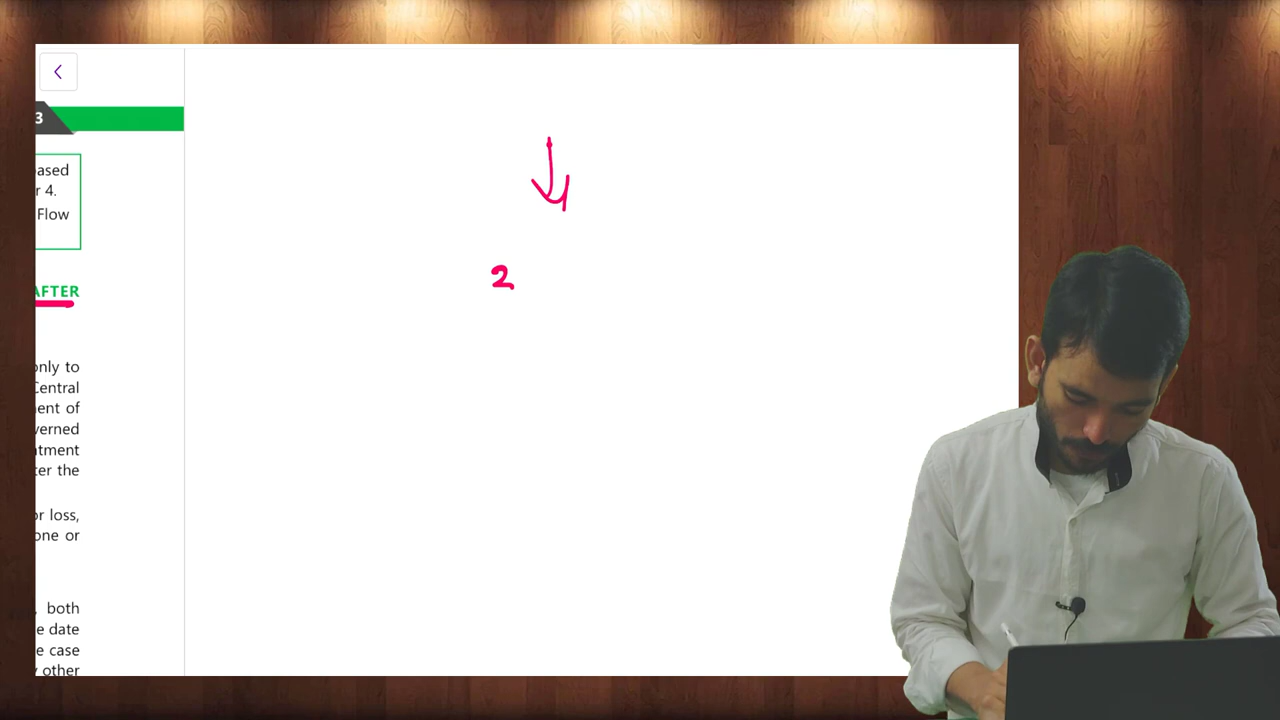 3
ased
r 4.
Flow
AFTER
only to
Central
ent of
verned
tment
ter the
or loss,
one or
, both
e date
e case
other
2